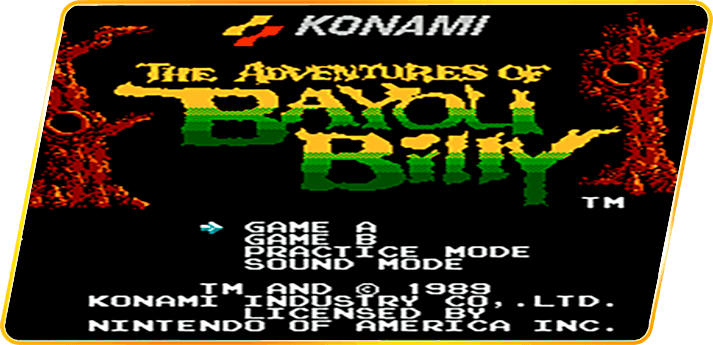 KONAMI
THE ADVENTURES OF
BAYOU
BILLY
TM
GAME A
GAME B
PRACTICE MODE
SOUND MODE
TM AND © 1989
KONAMI INDUSTRY CO,.LTD.
LICENSED BY
NINTENDO OF AMERICA INC.